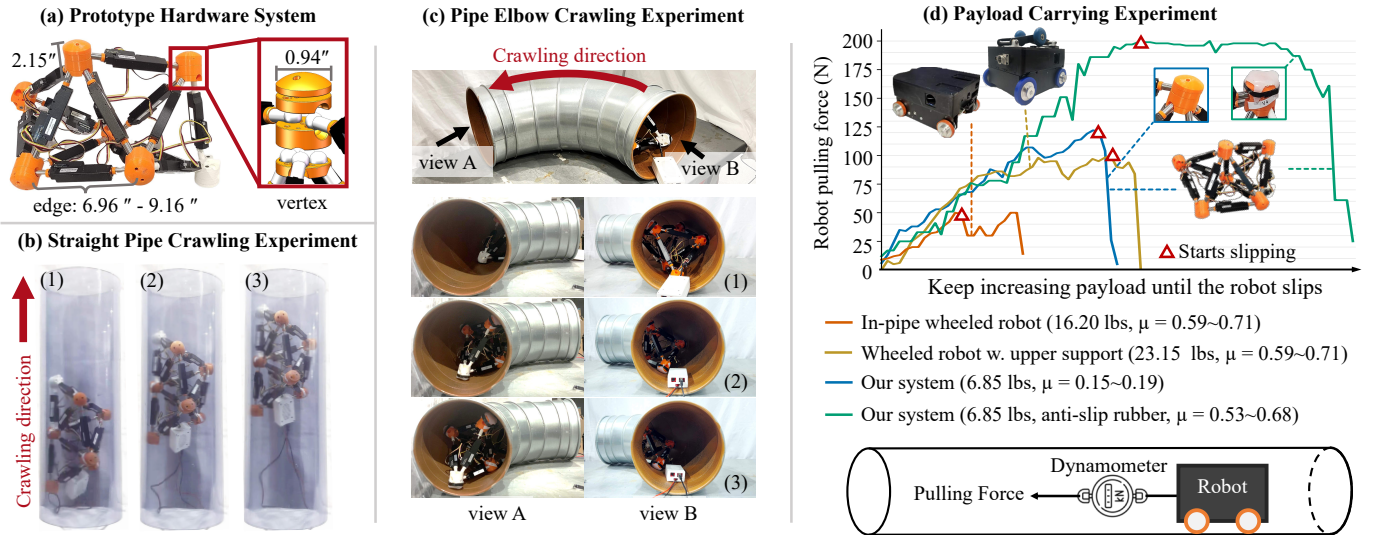 (a) Prototype Hardware System
2.15″
0.94″
edge: 6.96 ″ - 9.16 ″
vertex
(b) Straight Pipe Crawling Experiment
(1)
(2)
(3)
Crawling direction
(c) Pipe Elbow Crawling Experiment
Crawling direction
view A
view B
(1)
(2)
(3)
view A
view B
(d) Payload Carrying Experiment
Robot pulling force (N)
200
175
150
125
100
75
50
25
0
Starts slipping
Keep increasing payload until the robot slips
In-pipe wheeled robot (16.20 lbs, μ = 0.59~0.71)
Wheeled robot w. upper support (23.15 lbs, μ = 0.59~0.71)
Our system (6.85 lbs, μ = 0.15~0.19)
Our system (6.85 lbs, anti-slip rubber, μ = 0.53~0.68)
Dynamometer
Pulling Force
KN
Robot